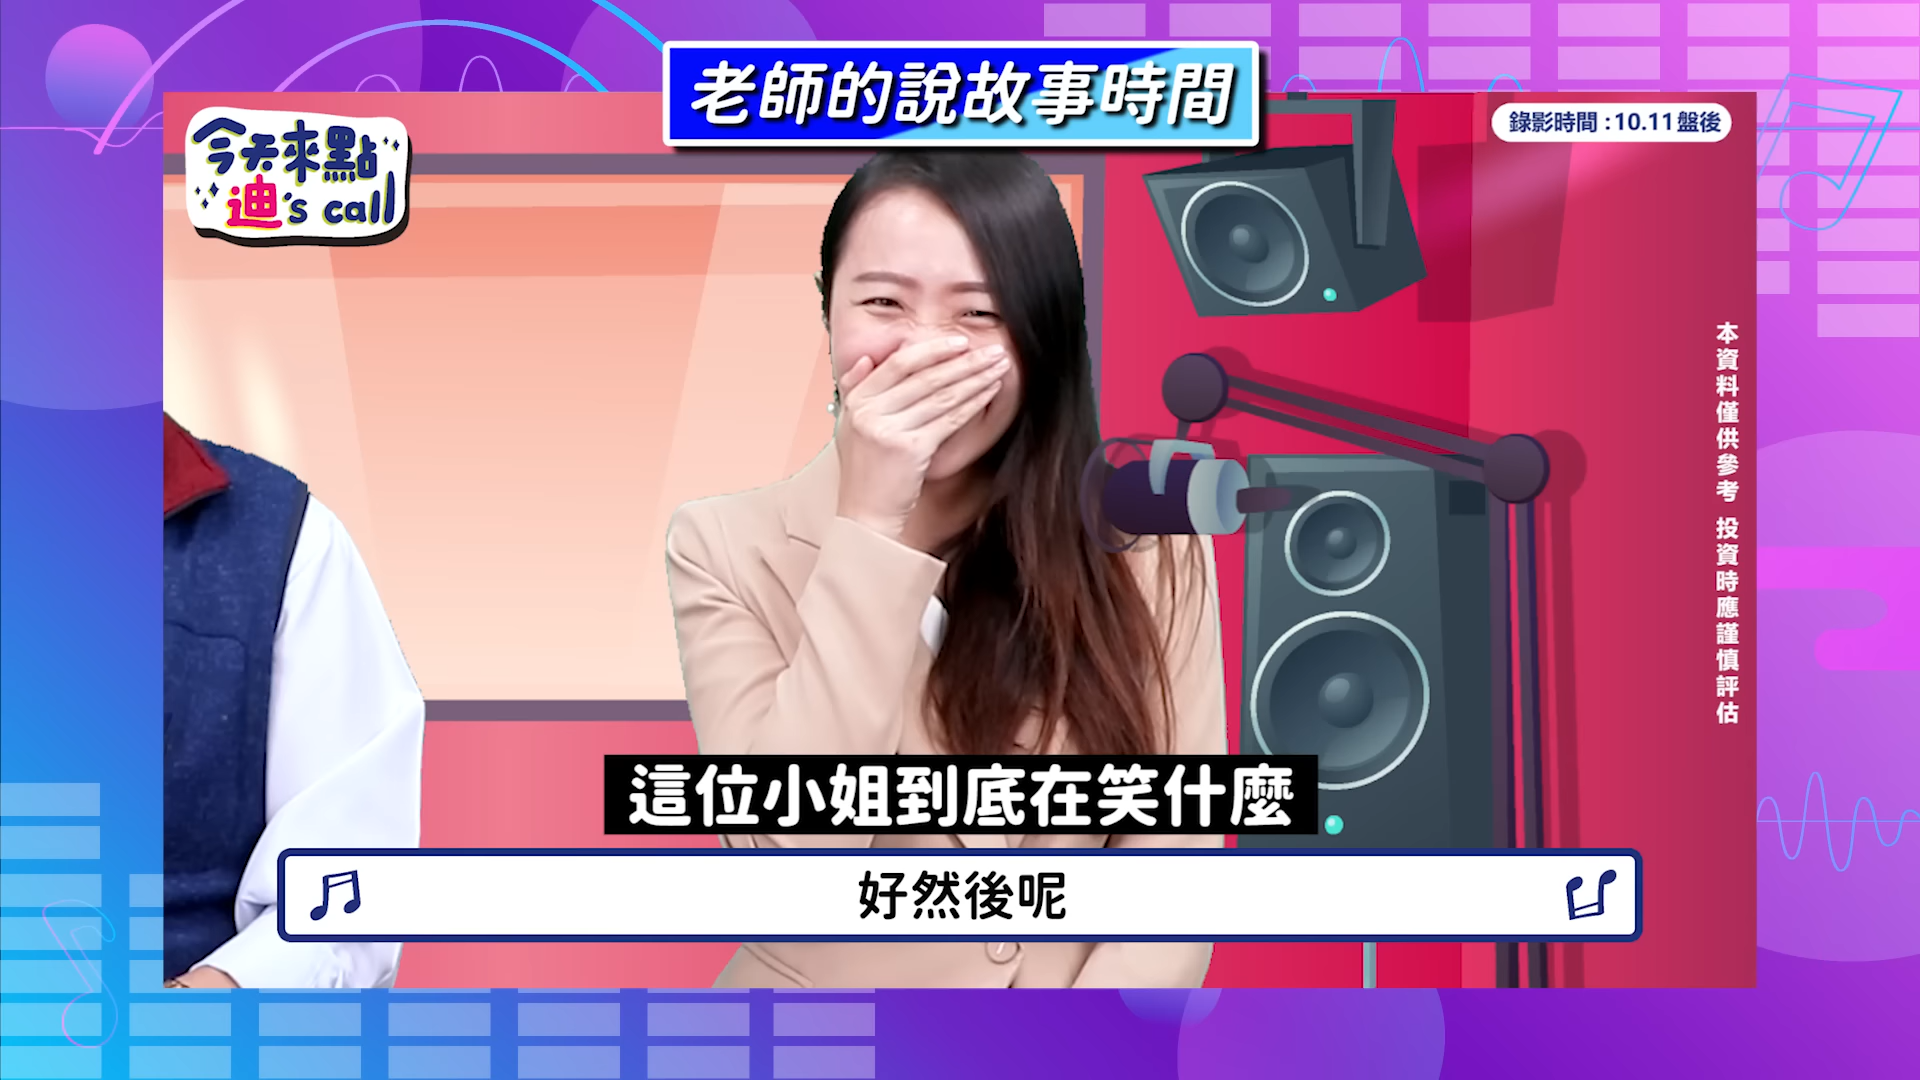 老師的說故事時間
今天來點
迪's call
錄影時間:10.11盤後
本資料僅供參考 投資時應謹慎評估
這位小姐到底在笑什麼
好然後呢